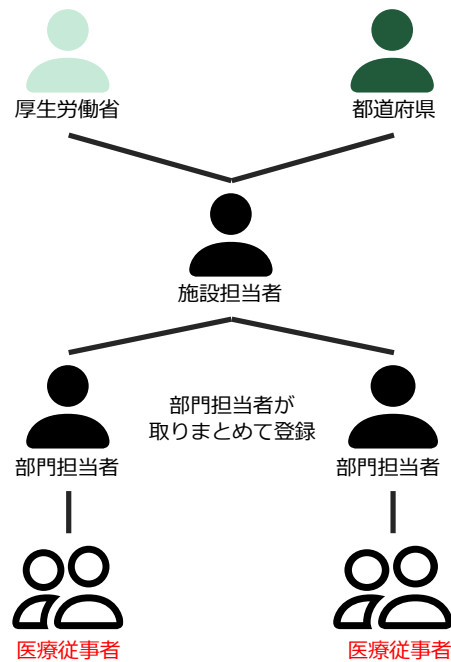 厚生労働省
都道府県
施設担当者
部門担当者が
取りまとめて登録
部門担当者
部門担当者
医療従事者
医療従事者